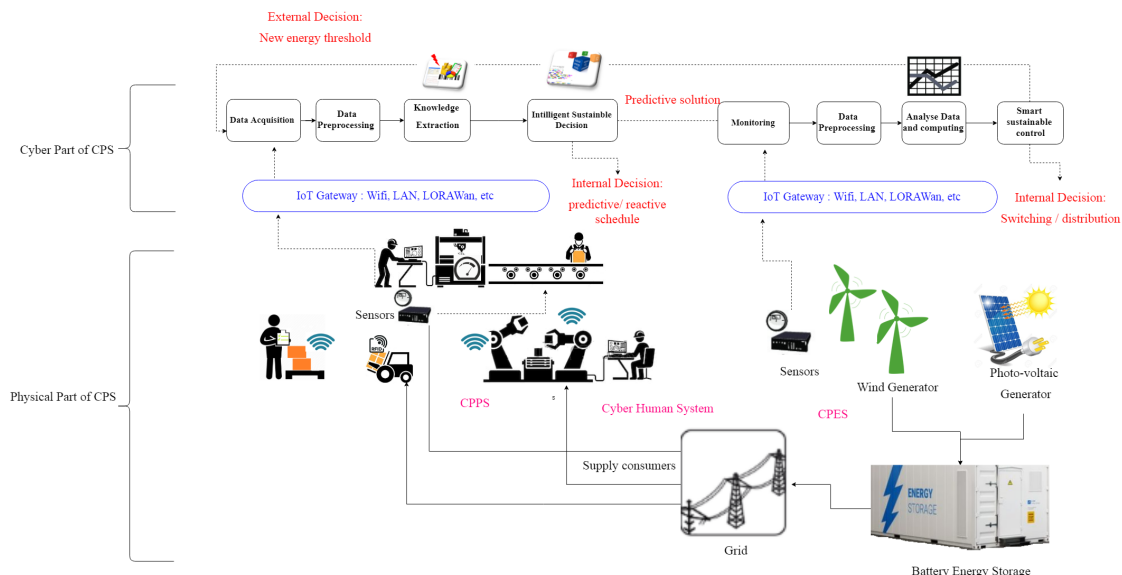 External Decision:
New energy threshold
Data Acquisition
Data
Preprocessing
Knowledge
Extraction
Intilligent Sustainable
Decision
Predictive solution
Monitoring
Data
Preprocessing
Analyse Data
and computing
Smart
sustainable
control
Cyber Part of CPS
IoT Gateway : Wifi, LAN, LORAWan, etc
Internal Decision:
predictive/ reactive
schedule
IoT Gateway : Wifi, LAN, LORAWan, etc
Internal Decision:
Switching / distribution
Sensors
Sensors
Wind Generator
Photo-voltaic
Generator
Physical Part of CPS
CPPS
s
Cyber Human System
CPES
Supply consumers
Grid
ENERGY
STORAGE
Battery Energy Storage